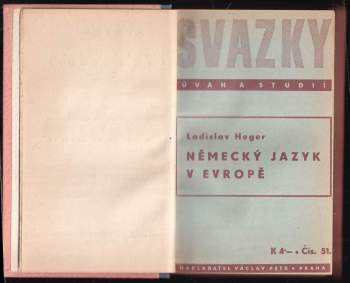 SVAZKY
ÚVAH A STUDIÍ
Ladislav Heger
NĚMECKÝ JAZYK
V EVROPĚ
K 4·— • Čís. 51.
NAKLADATEL VÁCLAV PETR • PRAHA